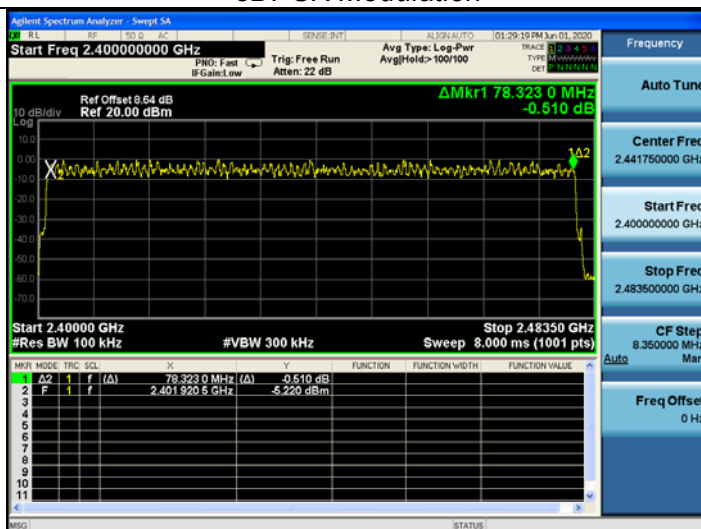 Agilent Spectrum Analyzer - Swept SA
RL RF 50 Ω AC SENSE:INT ALIGN AUTO 01:29:19 PM Jun 01, 2020
Start Freq 2.400000000 GHz
PNO: Fast
IFGain:Low
Trig: Free Run
Atten: 22 dB
Avg Type: Log-Pwr
Avg|Hold:> 100/100
TRACE 1 2 3 4 5 6
TYPE M
DET P N N N N N
Frequency
Auto Tune
Ref Offset 8.64 dB
10 dB/div Ref 20.00 dBm
Log
ΔMkr1 78.323 0 MHz
-0.510 dB
10.0
0.00
-10.0
-20.0
-30.0
-40.0
-50.0
-60.0
-70.0
2
1Δ2
Center Freq
2.441750000 GHz
Start Freq
2.400000000 GHz
Stop Freq
2.483500000 GHz
Start 2.40000 GHz Stop 2.48350 GHz
#Res BW 100 kHz #VBW 300 kHz Sweep 8.000 ms (1001 pts)
CF Step
8.350000 MHz
Auto Man
MKR MODE TRC SCL X Y FUNCTION FUNCTION WIDTH FUNCTION VALUE
1 Δ2 1 f (Δ) 78.323 0 MHz (Δ) -0.510 dB
2 F 1 f 2.401 920 5 GHz -5.220 dBm
3
4
5
6
7
8
9
10
11
Freq Offset
0 Hz
MSG STATUS